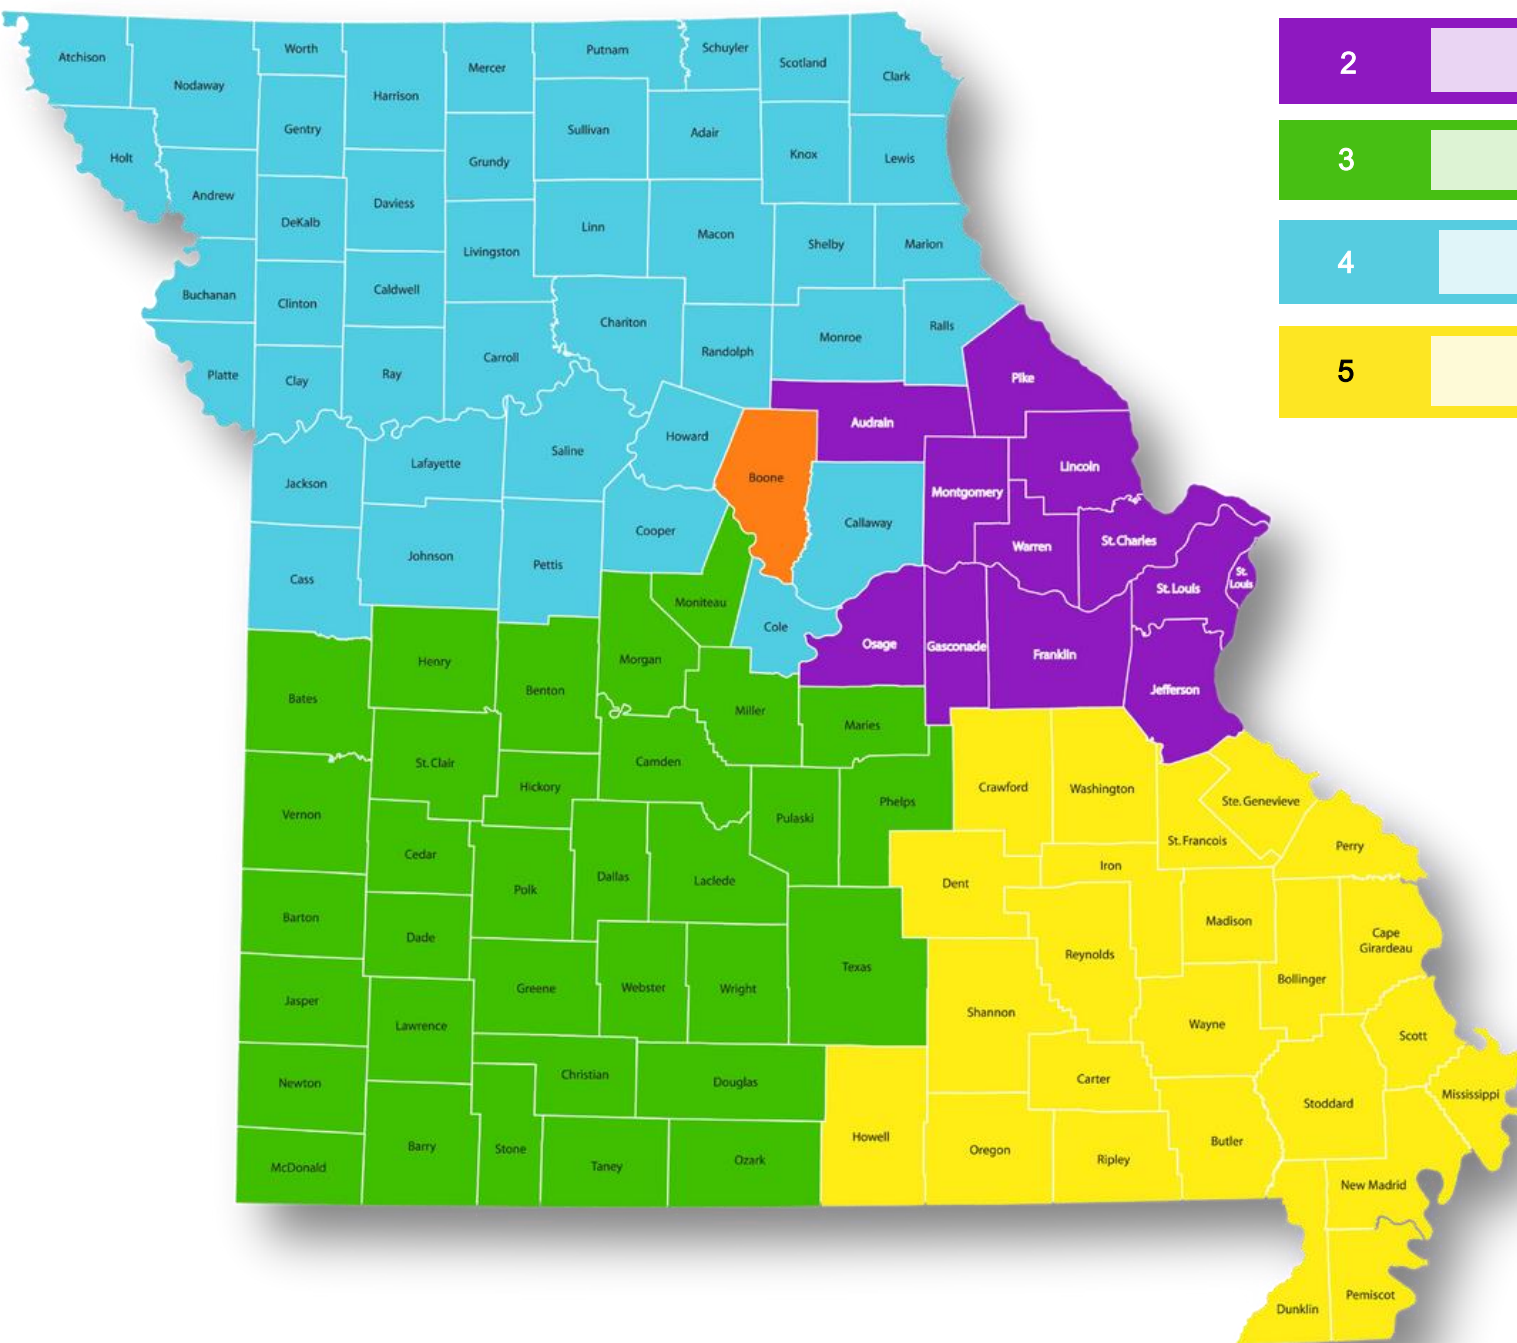 Atchison
Nodaway
Worth
Harrison
Mercer
Putnam
Schuyler
Scotland
Clark
Gentry
Sullivan
Adair
Knox
Lewis
Holt
Andrew
DeKalb
Daviess
Grundy
Linn
Macon
Shelby
Marion
Livingston
Buchanan
Clinton
Caldwell
Chariton
Randolph
Monroe
Ralls
Platte
Clay
Ray
Carroll
Pike
Audrain
Howard
Boone
Saline
Lafayette
Jackson
Lincoln
Montgomery
Callaway
Cooper
Johnson
Pettis
Cass
Warren
St. Charles
St. Louis
St.
Louis
Moniteau
Cole
Osage
Gasconade
Franklin
Jefferson
Morgan
Henry
Benton
Bates
Miller
Maries
St. Clair
Hickory
Camden
Phelps
Pulaski
Crawford
Washington
Ste. Genevieve
St. Francois
Perry
Vernon
Cedar
Polk
Dallas
Laclede
Dent
Iron
Barton
Dade
Madison
Cape
Girardeau
Reynolds
Bollinger
Texas
Jasper
Greene
Webster
Wright
Lawrence
Shannon
Wayne
Scott
Newton
Christian
Douglas
Carter
Stoddard
Mississippi
McDonald
Barry
Stone
Taney
Ozark
Howell
Oregon
Ripley
Butler
New Madrid
Dunklin
Pemiscot
2
3
4
5